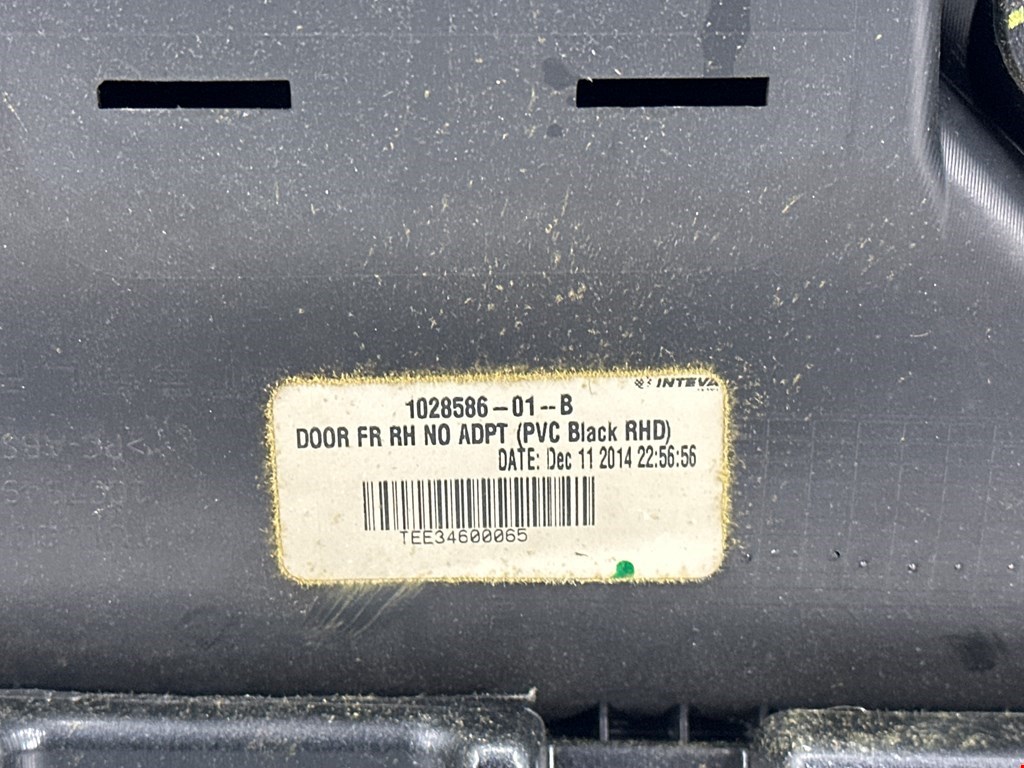 INTEVA
1028586-01--B
DOOR FR RH NO ADPT (PVC Black RHD)
DATE: Dec 11 2014 22:56:56
TEE34600065